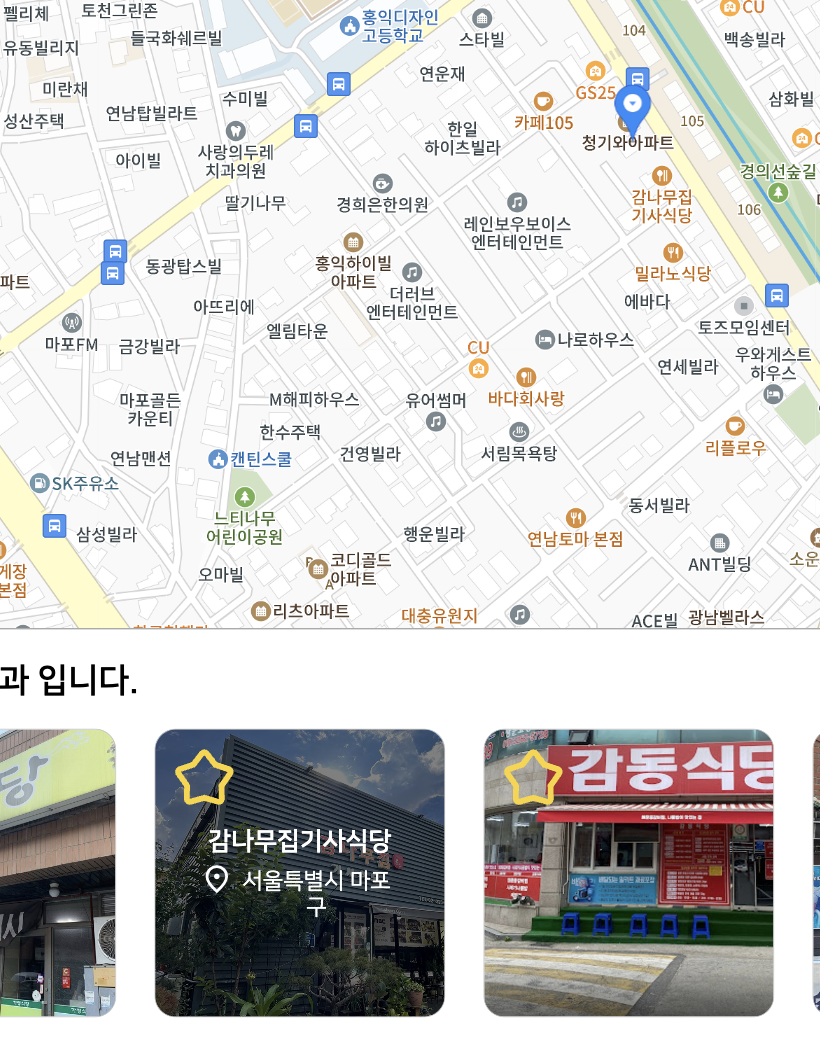 펠리체
토천그린존
홍익디자인
고등학교
CU
유동빌리지
들국화쉐르빌
스타빌
104
백송빌라
연운재
미란채
수미빌
GS25
삼화빌
성산주택
연남탑빌라트
카페105
105
한일
하이츠빌라
청기와아파트
아이빌
사랑의두레
치과의원
경의선숲길
딸기나무
경희은한의원
감나무집
기사식당
106
레인보우보이스
엔터테인먼트
동광탑스빌
홍익하이빌
아파트
밀라노식당
파트
더러브
엔터테인먼트
아뜨리에
에바다
엘림타운
토즈모임센터
마포FM
금강빌라
CU
나로하우스
우와게스트
하우스
연세빌라
마포골든
카운티
M해피하우스
유어썸머
바다회사랑
한수주택
리플로우
연남맨션
캔틴스쿨
건영빌라
서림목욕탕
SK주유소
느티나무
어린이공원
동서빌라
삼성빌라
행운빌라
연남토마 본점
게장
본점
오마빌
코디골드
아파트
A
ANT빌딩
소운
리츠아파트
대충유원지
ACE빌
광남벨라스
과 입니다.
당
감나무집기사식당
서울특별시 마포
구
감동식당